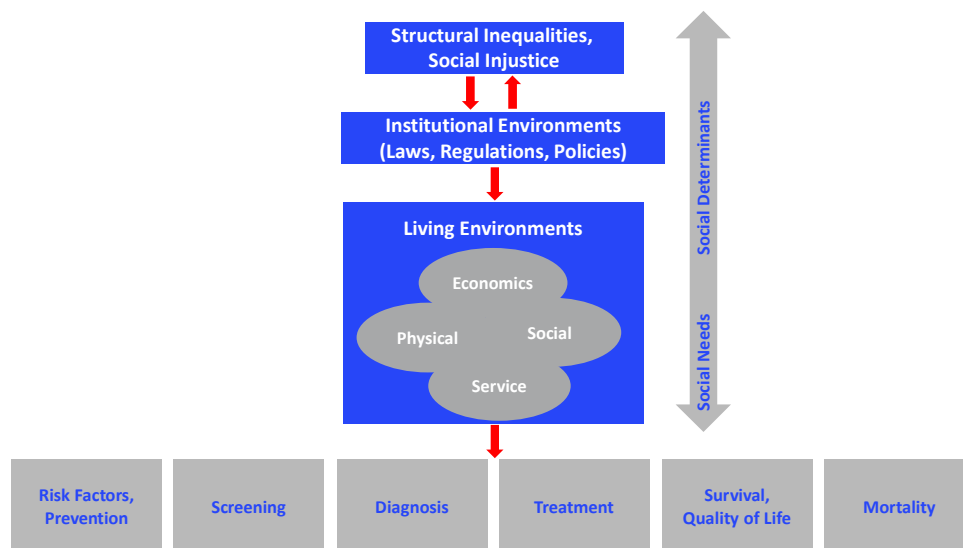 Structural Inequalities,
Social Injustice
Institutional Environments
(Laws, Regulations, Policies)
Living Environments
Economics
Physical
Social
Service
Social Determinants
Social Needs
Risk Factors,
Prevention
Screening
Diagnosis
Treatment
Survival,
Quality of Life
Mortality